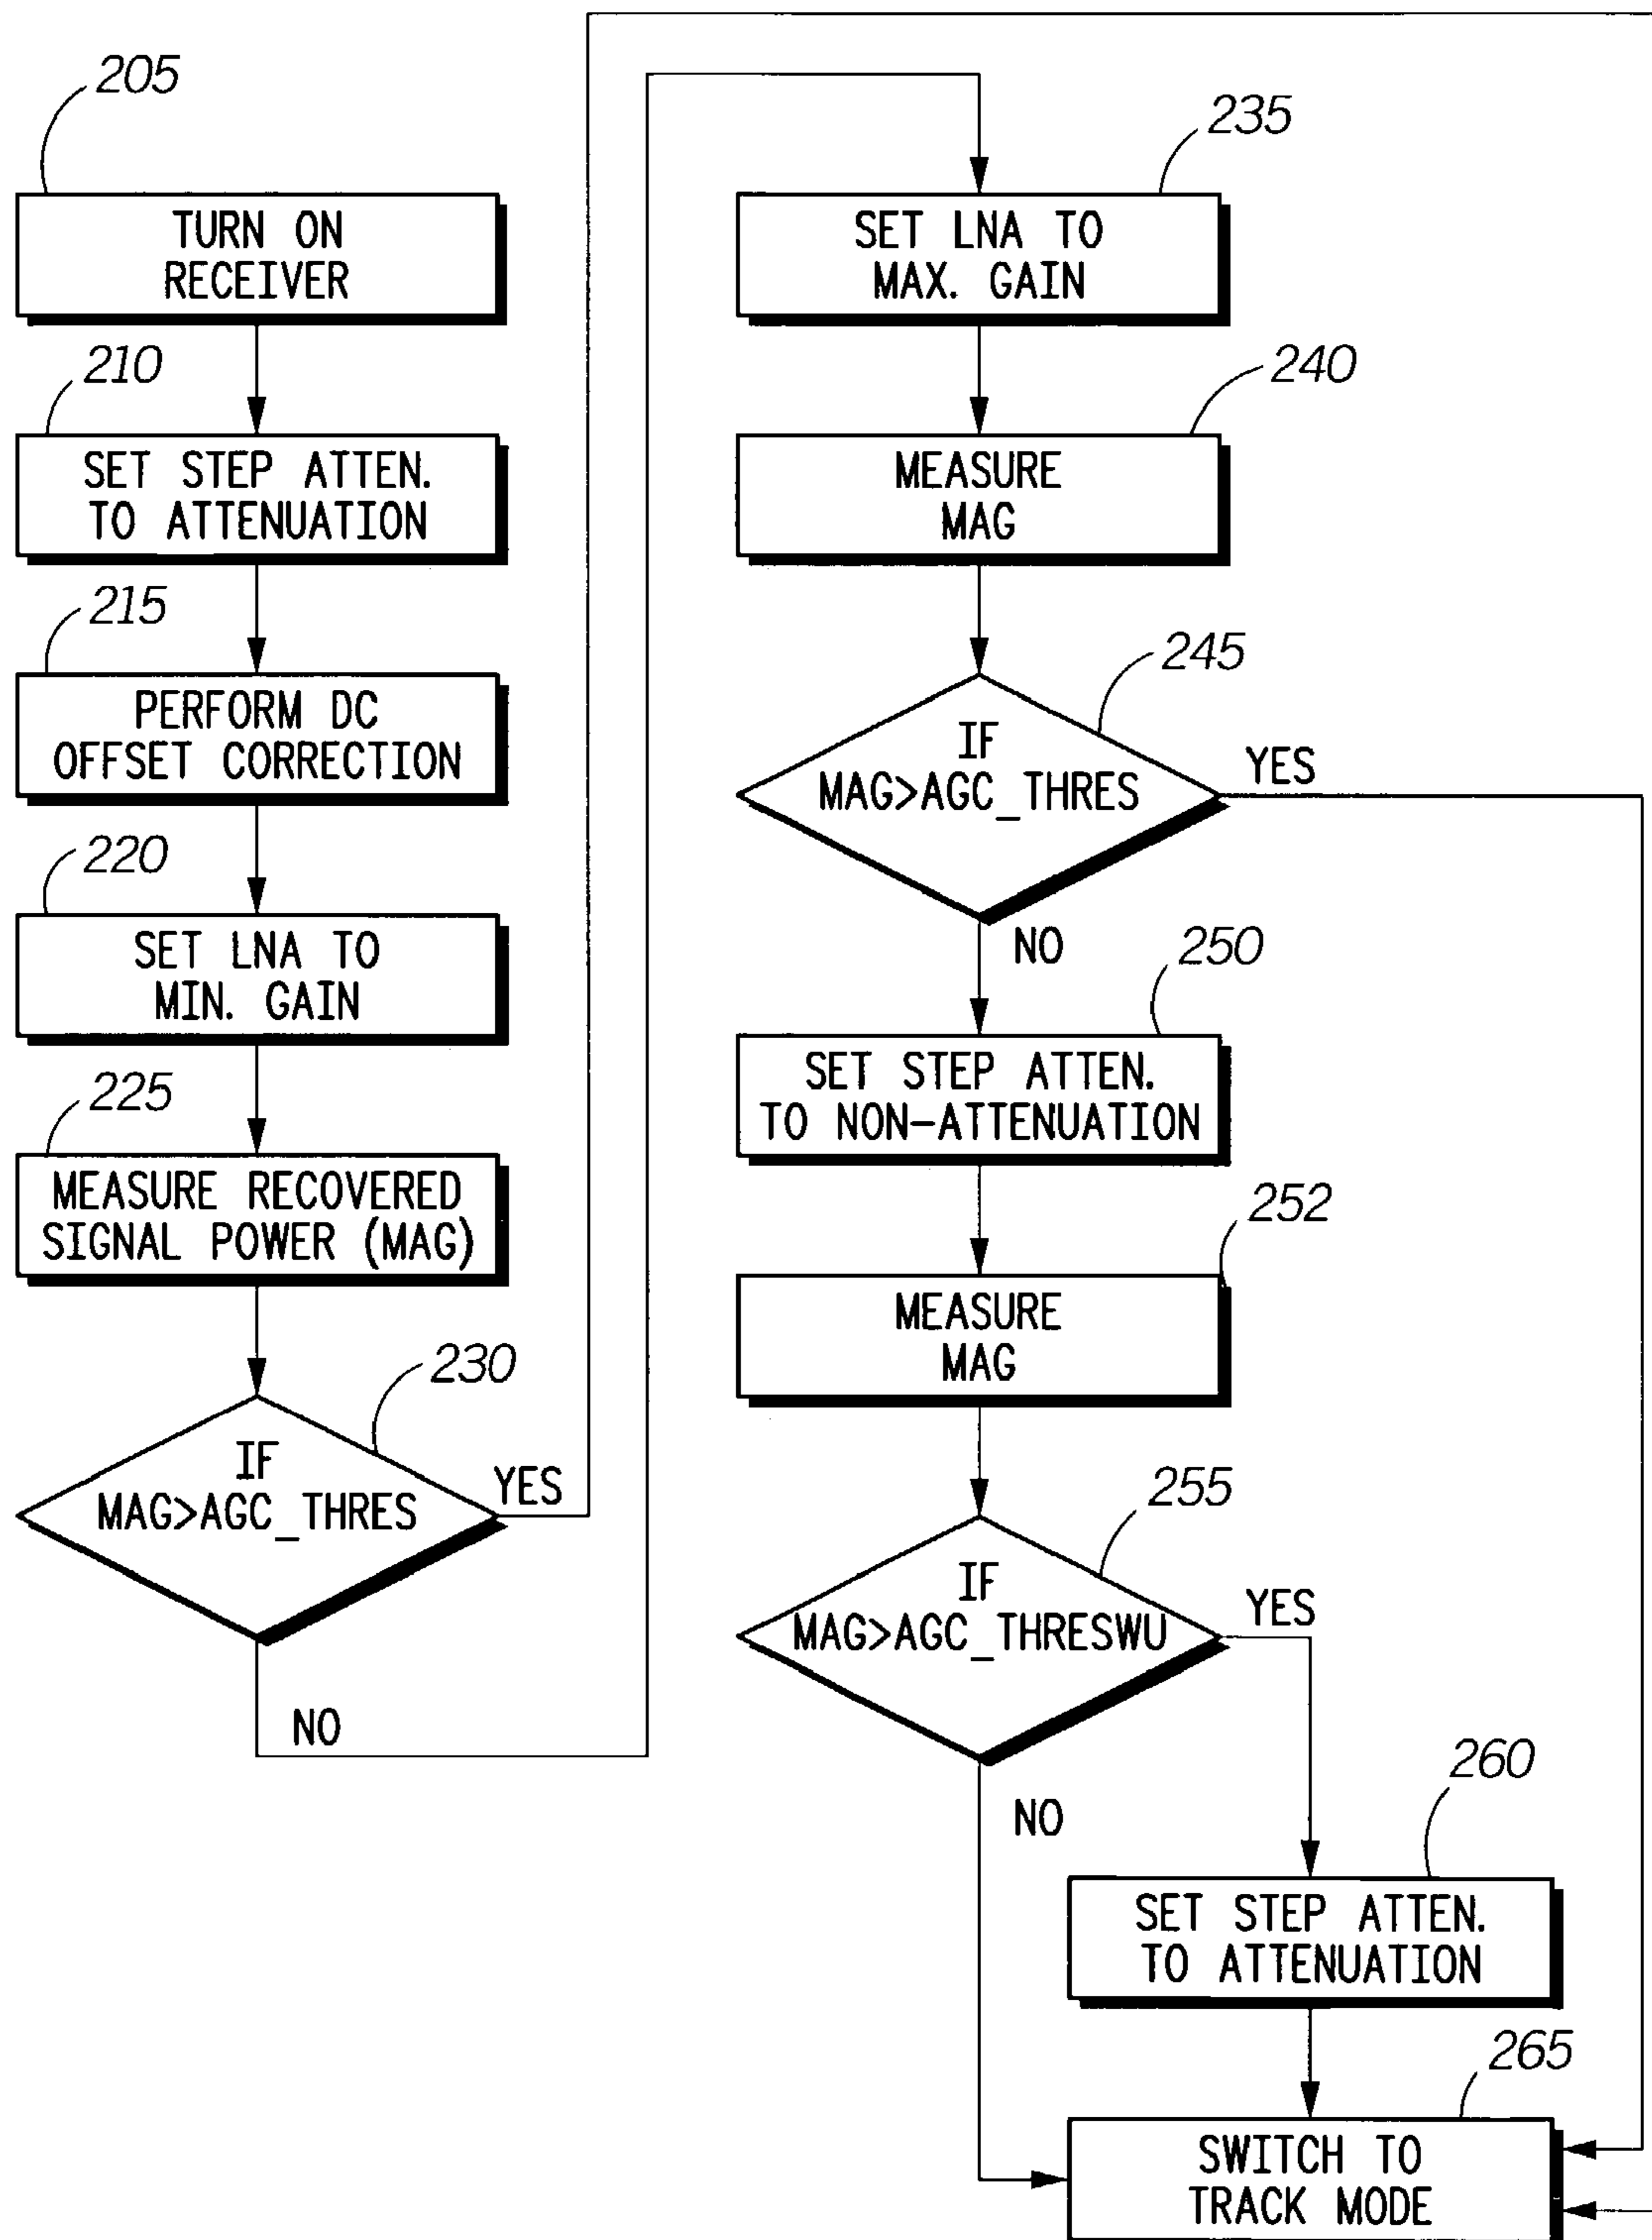 205
TURN ON
RECEIVER
210
SET STEP ATTEN.
TO ATTENUATION
215
PERFORM DC
OFFSET CORRECTION
220
SET LNA TO
MIN. GAIN
225
MEASURE RECOVERED
SIGNAL POWER (MAG)
230
IF
MAG>AGC_THRES
YES
NO
235
SET LNA TO
MAX. GAIN
240
MEASURE
MAG
245
IF
MAG>AGC_THRES
YES
NO
250
SET STEP ATTEN.
TO NON-ATTENUATION
252
MEASURE
MAG
255
IF
MAG>AGC_THRESWU
YES
NO
260
SET STEP ATTEN.
TO ATTENUATION
265
SWITCH TO
TRACK MODE